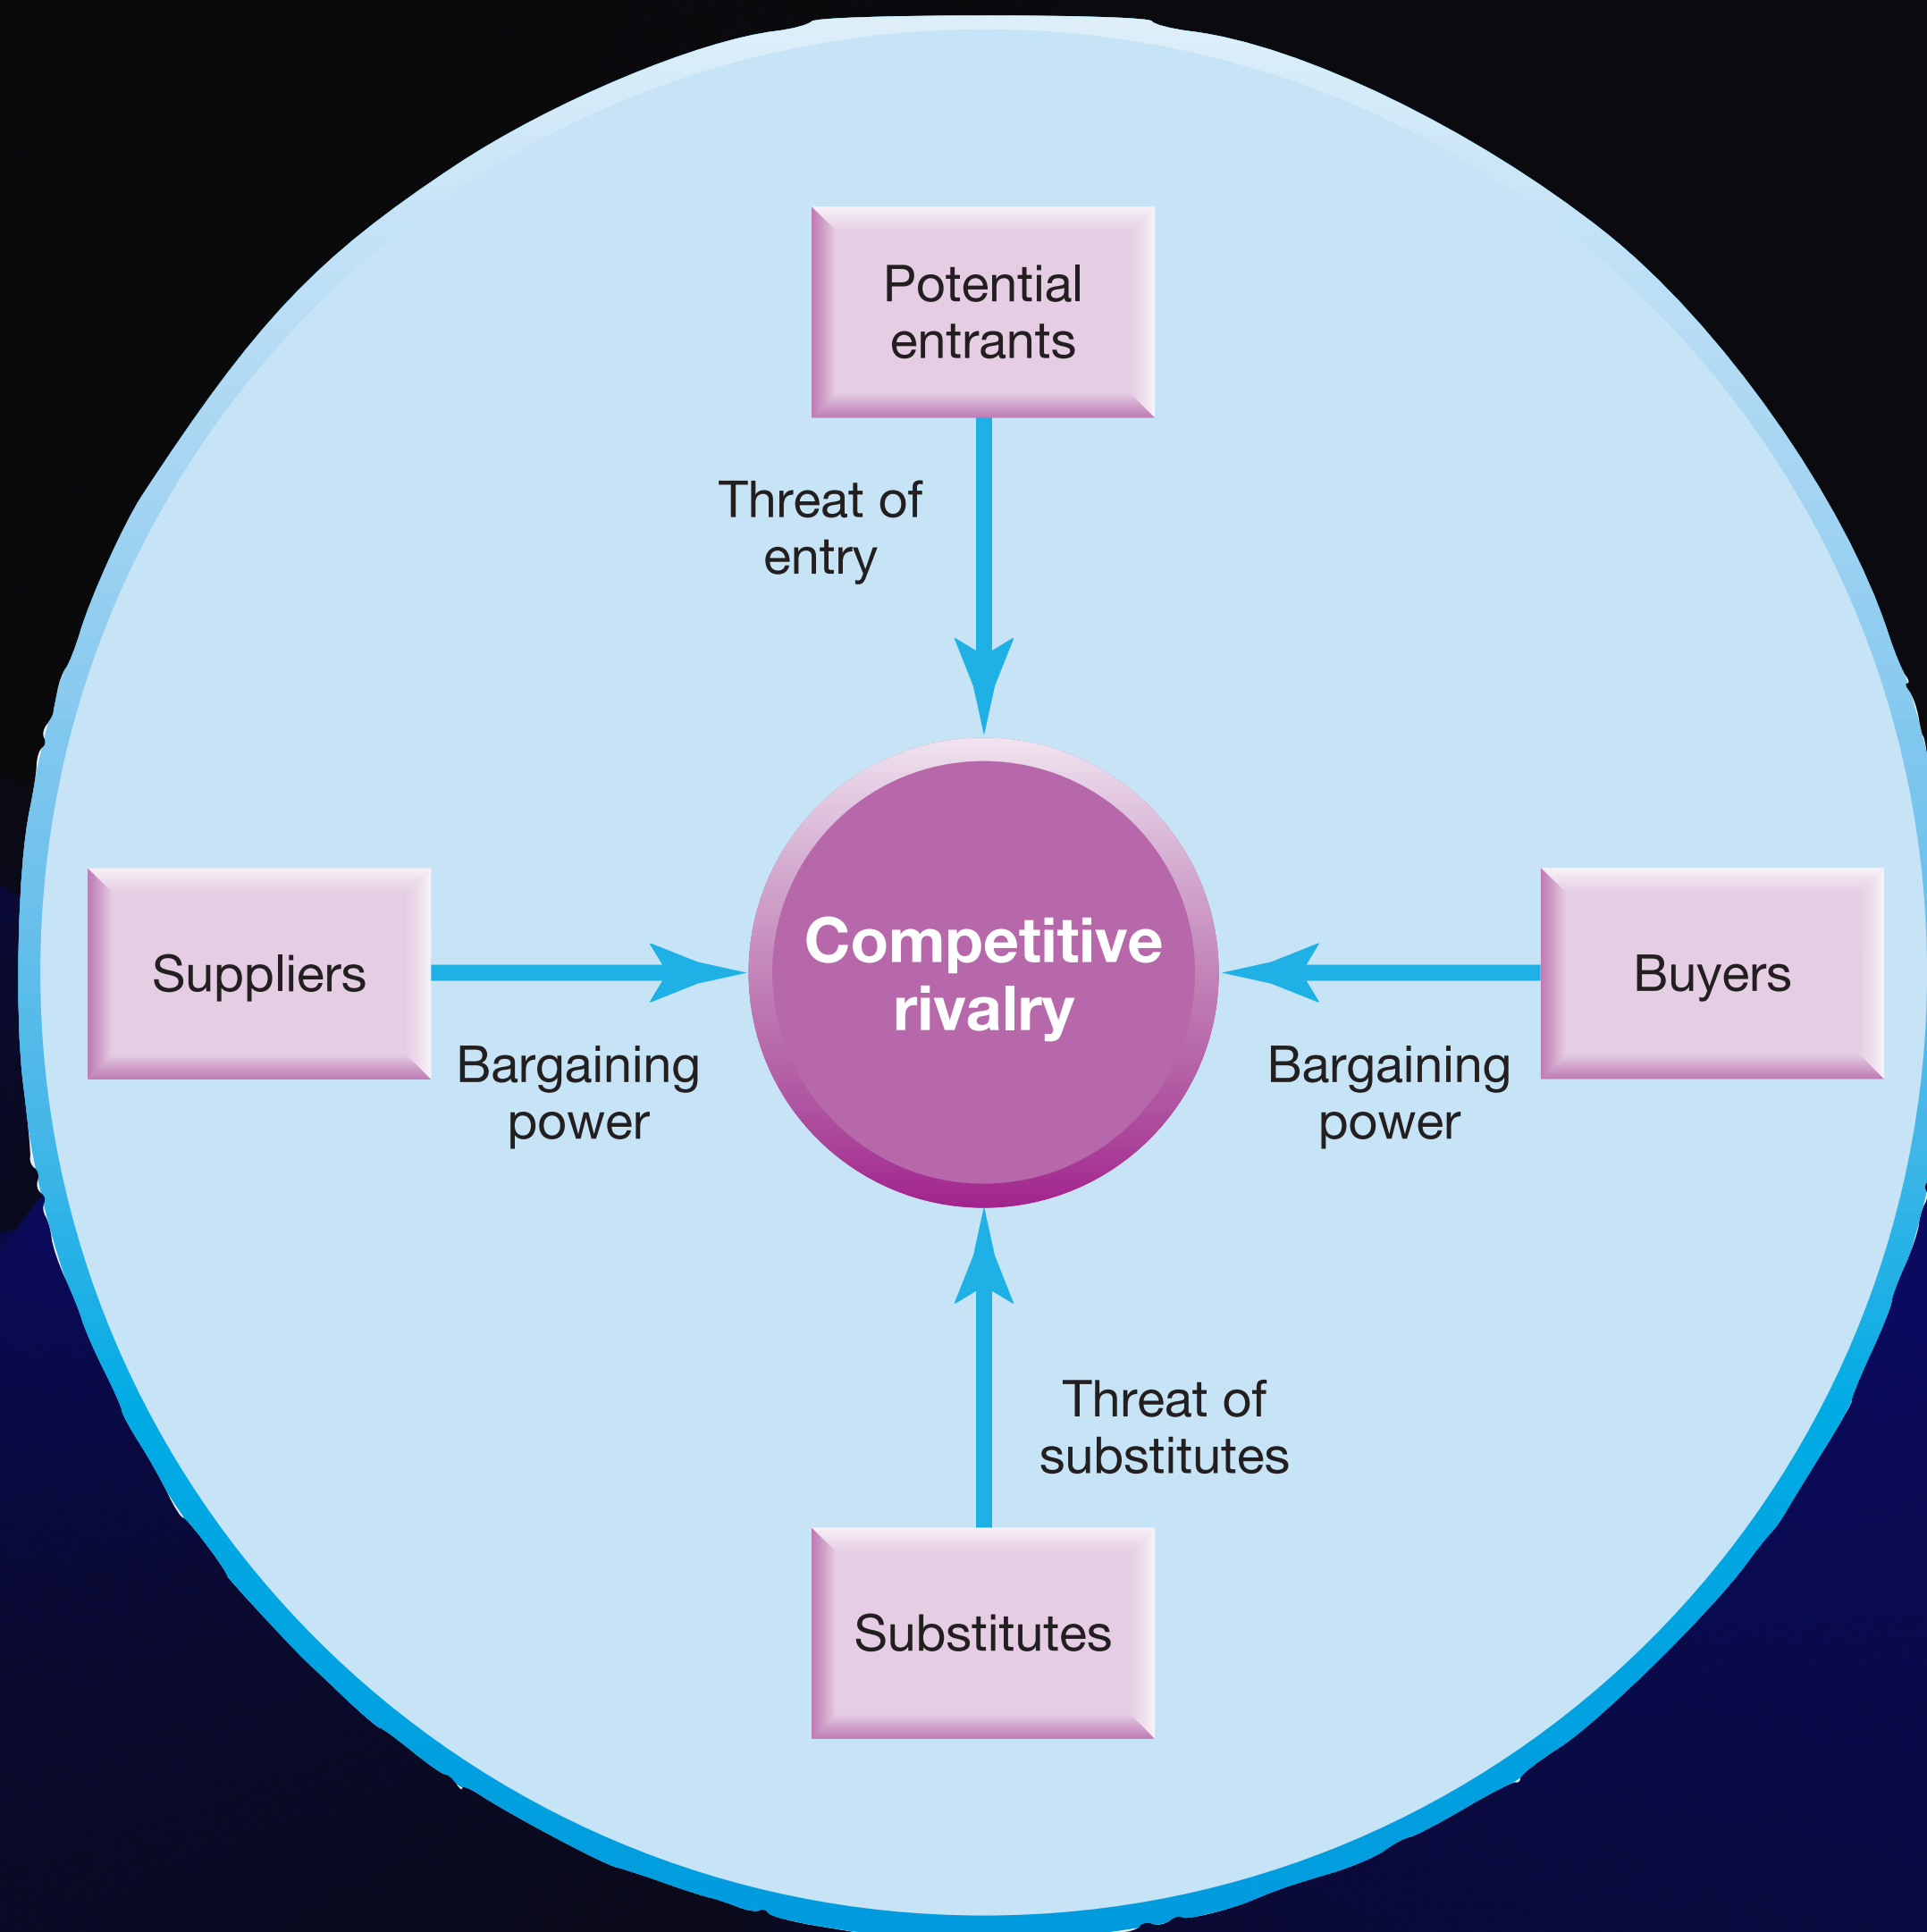 Potential
entrants
Threat of
entry
Suppliers
Competitive
rivalry
Buyers
Bargaining
power
Bargaining
power
Threat of
substitutes
Substitutes